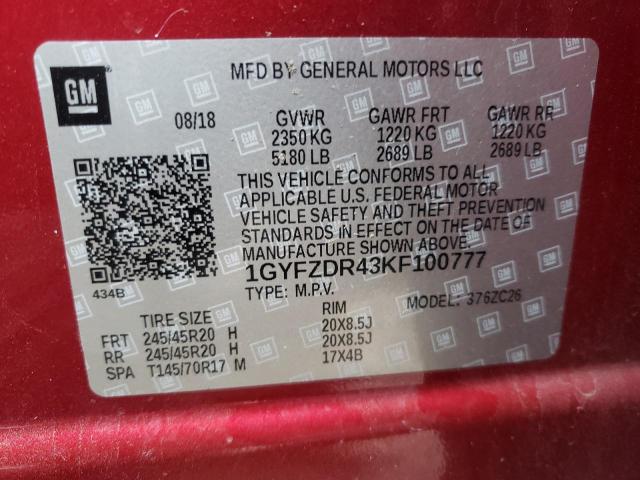 GM
MFD BY GENERAL MOTORS LLC
08/18 GVWR GAWR FRT GAWR RR
2350 KG 1220 KG 1220 KG
5180 LB 2689 LB 2689 LB
THIS VEHICLE CONFORMS TO ALL
APPLICABLE U.S. FEDERAL MOTOR
VEHICLE SAFETY AND THEFT PREVENTION
STANDARDS IN EFFECT ON THE DATE OF
MANUFACTURE SHOWN ABOVE.
1GYFZDR43KF100777
434B
TYPE: M.P.V. MODEL: 376ZC26
TIRE SIZE RIM
FRT 245/45R20 H 20X8.5J
RR 245/45R20 H 20X8.5J
SPA T145/70R17 M 17X4B